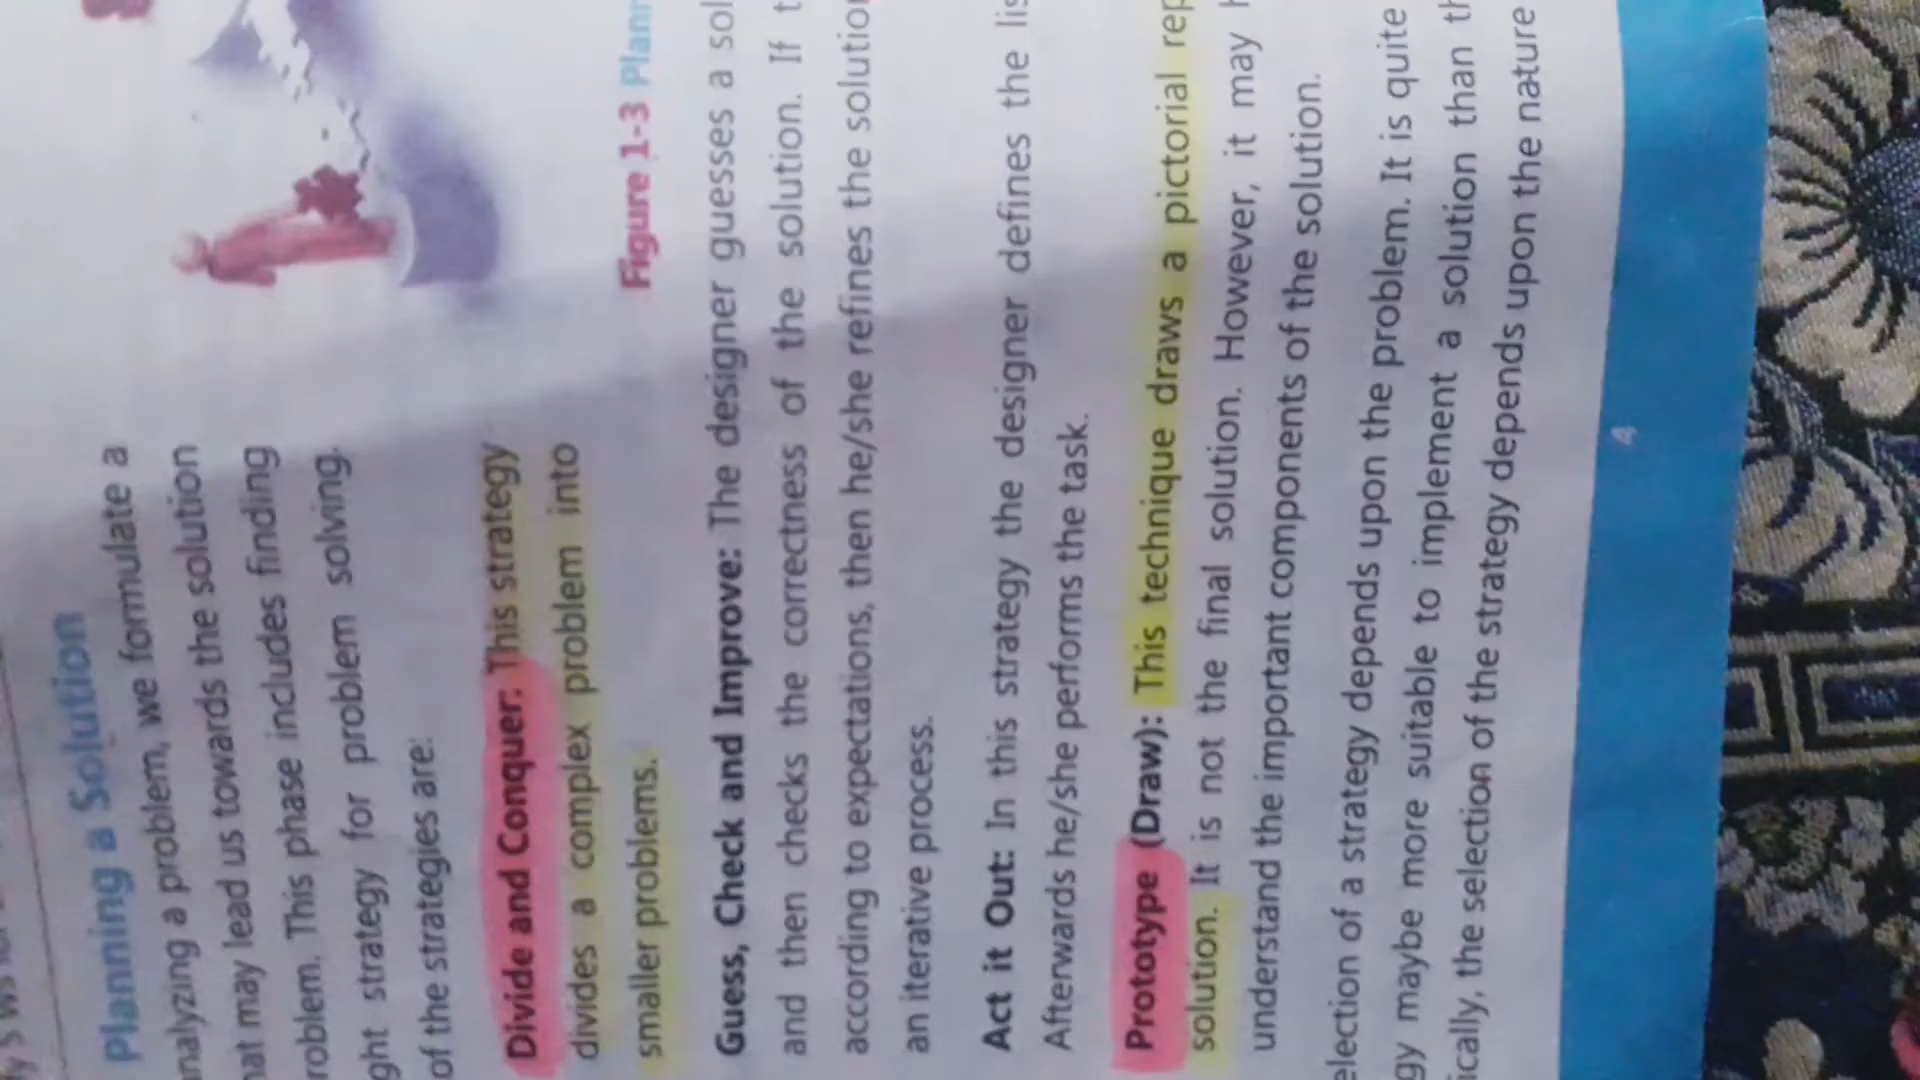 Planning a Solution
nalyzing a problem, we formulate a
hat may lead us towards the solution
roblem. This phase includes finding
ght strategy for problem solving.
of the strategies are:
Divide and Conquer: This strategy
divides a complex problem into
smaller problems.
Figure 1-3 Plann
Guess, Check and Improve: The designer guesses a sol
and then checks the correctness of the solution. If t
according to expectations, then he/she refines the solution
an iterative process.
Act it Out: In this strategy the designer defines the lis
Afterwards he/she performs the task.
Prototype (Draw): This technique draws a pictorial rep
solution. It is not the final solution. However, it may h
understand the important components of the solution.
election of a strategy depends upon the problem. It is quite
gy maybe more suitable to implement a solution than th
ically, the selection of the strategy depends upon the nature
4